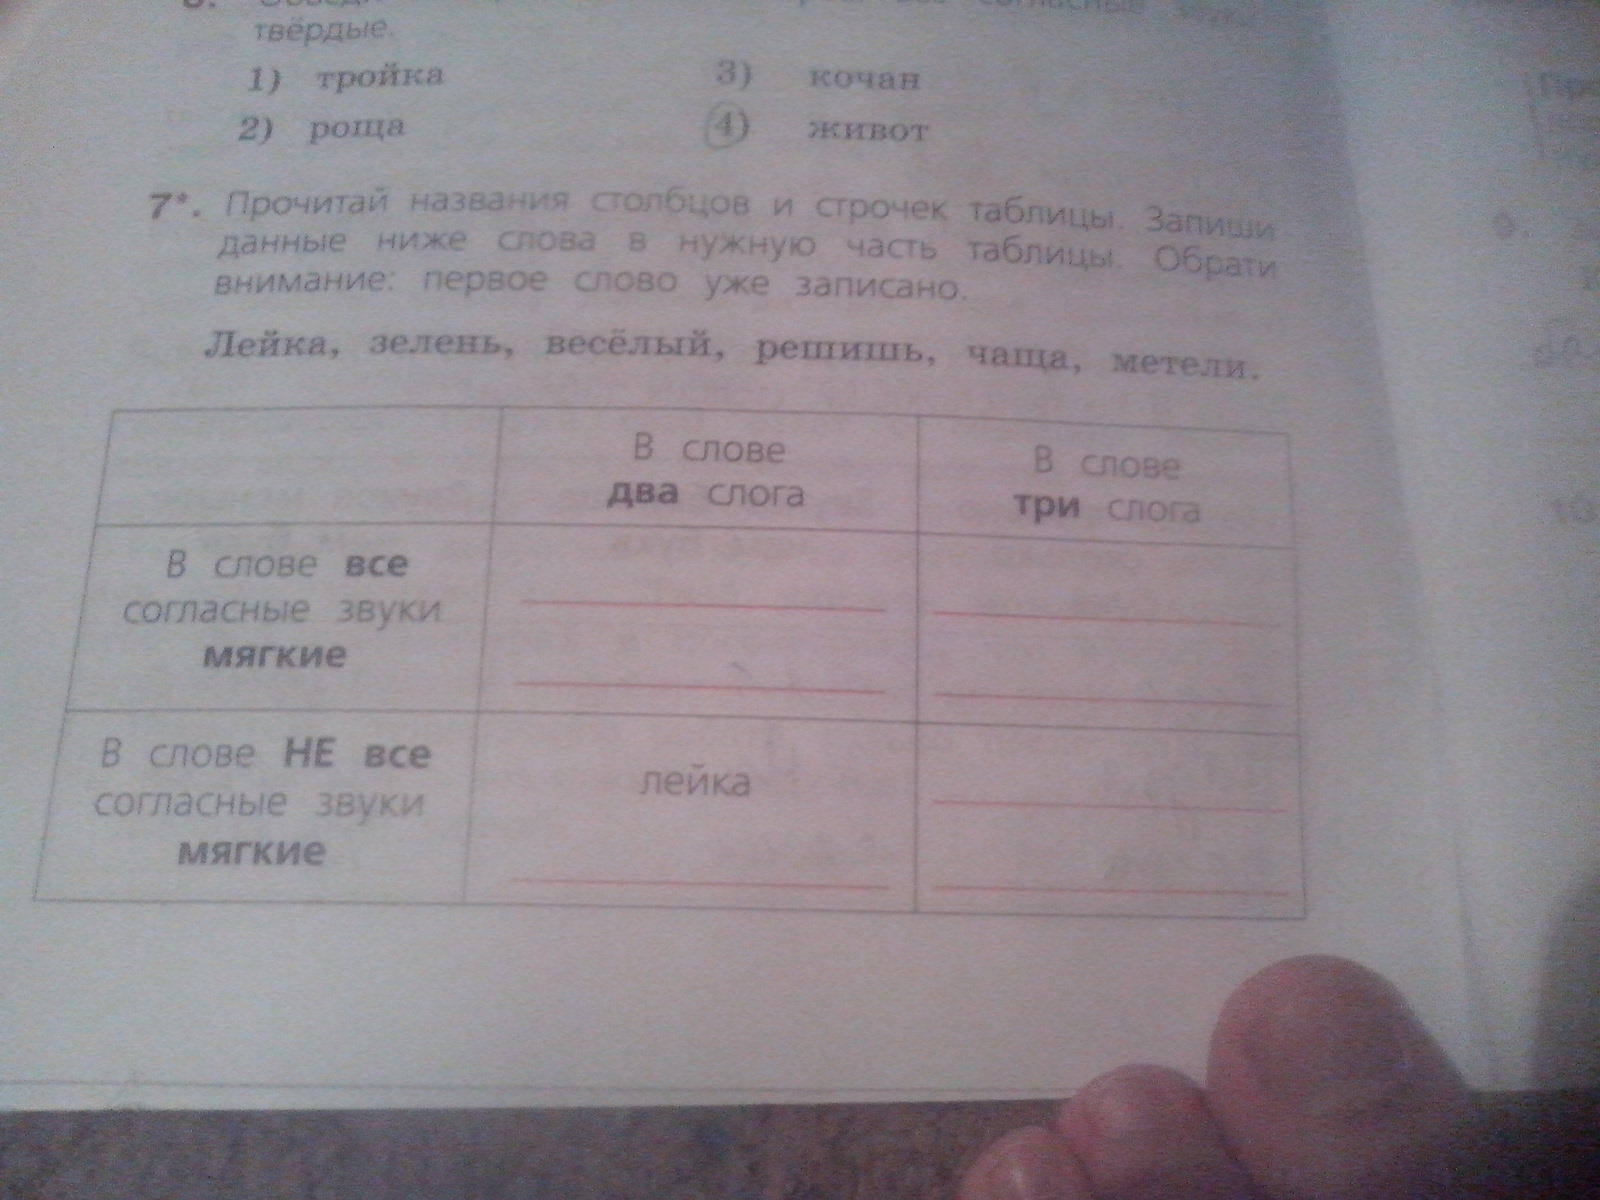 твёрдые.
1) тройка 3) кочан
2) роща 4) живот
7*. Прочитай названия столбцов и строчек таблицы. Запиши
данные ниже слова в нужную часть таблицы. Обрати
внимание: первое слово уже записано.
Лейка, зелень, весёлый, решишь, чаща, метели.
В слове
два слога
В слове
три слога
В слове все
согласные звуки
мягкие
В слове НЕ все
согласные звуки
мягкие
лейка